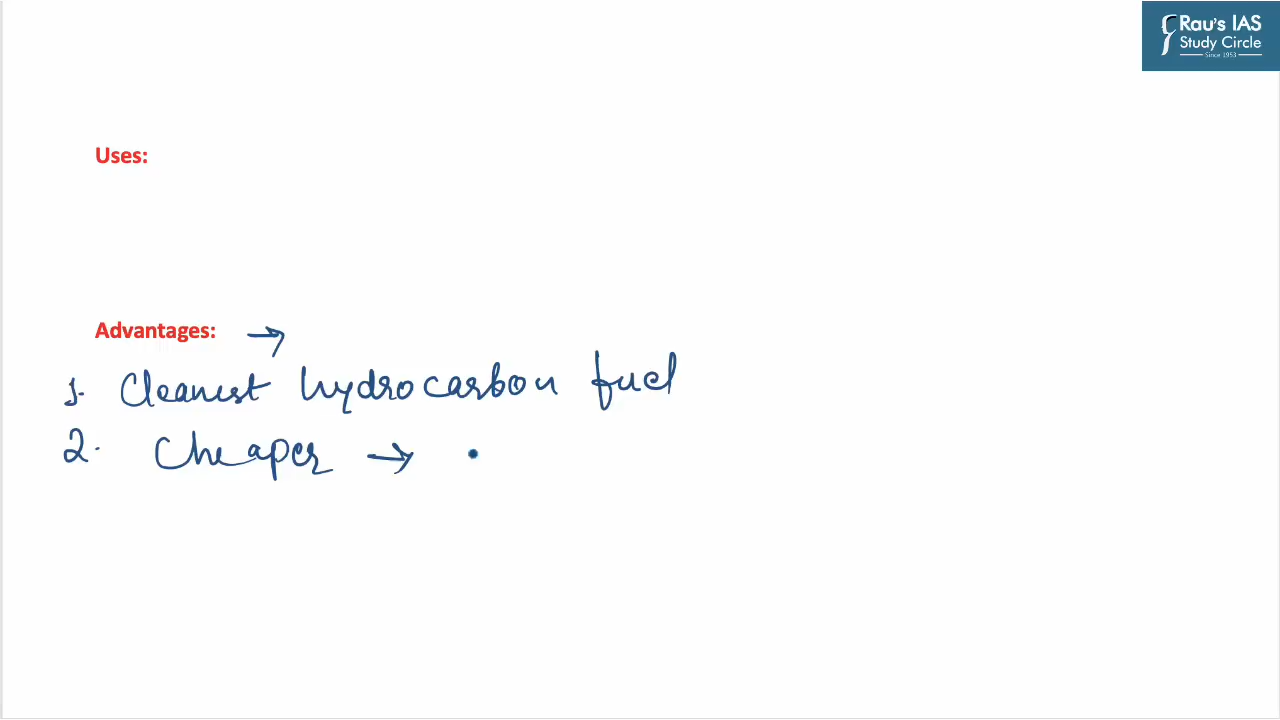 Rau's IAS
Study Circle
Since 1953
Uses:
Advantages: →
1. Cleanest hydrocarbon fuel
2. Cheaper →